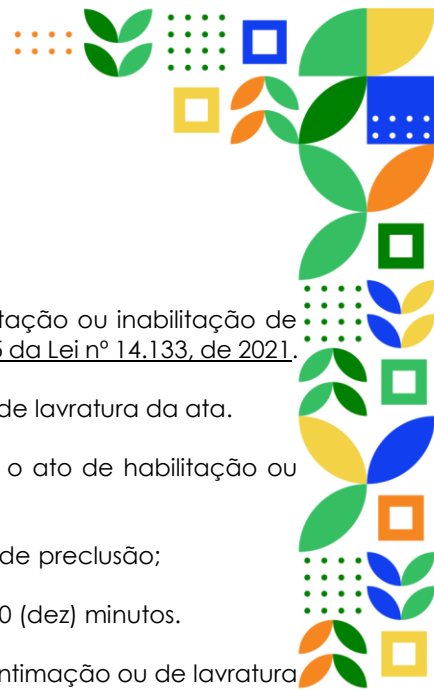 tação ou inabilitação de
5 da Lei nº 14.133, de 2021.
de lavratura da ata.
o ato de habilitação ou
de preclusão;
0 (dez) minutos.
ntimação ou de lavratura